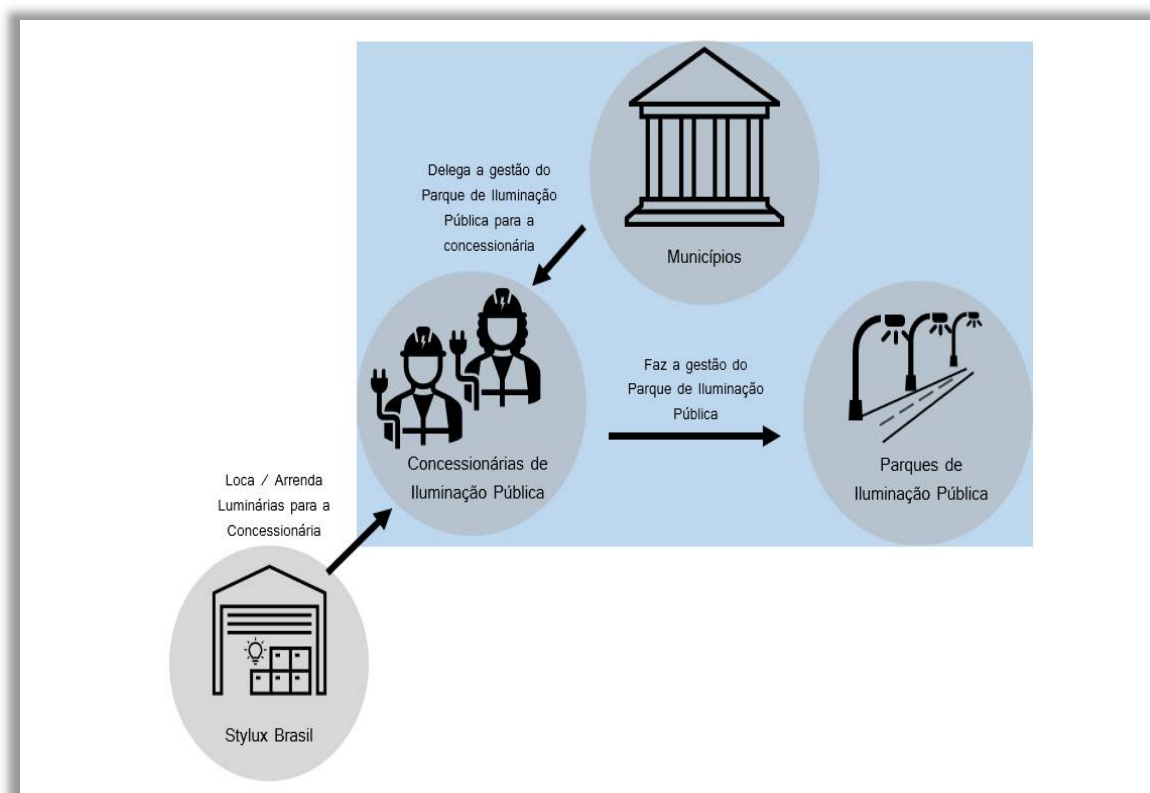 Delega a gestão do
Parque de Iluminação
Pública para a
concessionária
Municípios
Faz a gestão do
Parque de Iluminação
Pública
Concessionárias de
Iluminação Pública
Parques de
Iluminação Pública
Loca / Arrenda
Luminárias para a
Concessionária
Stylux Brasil